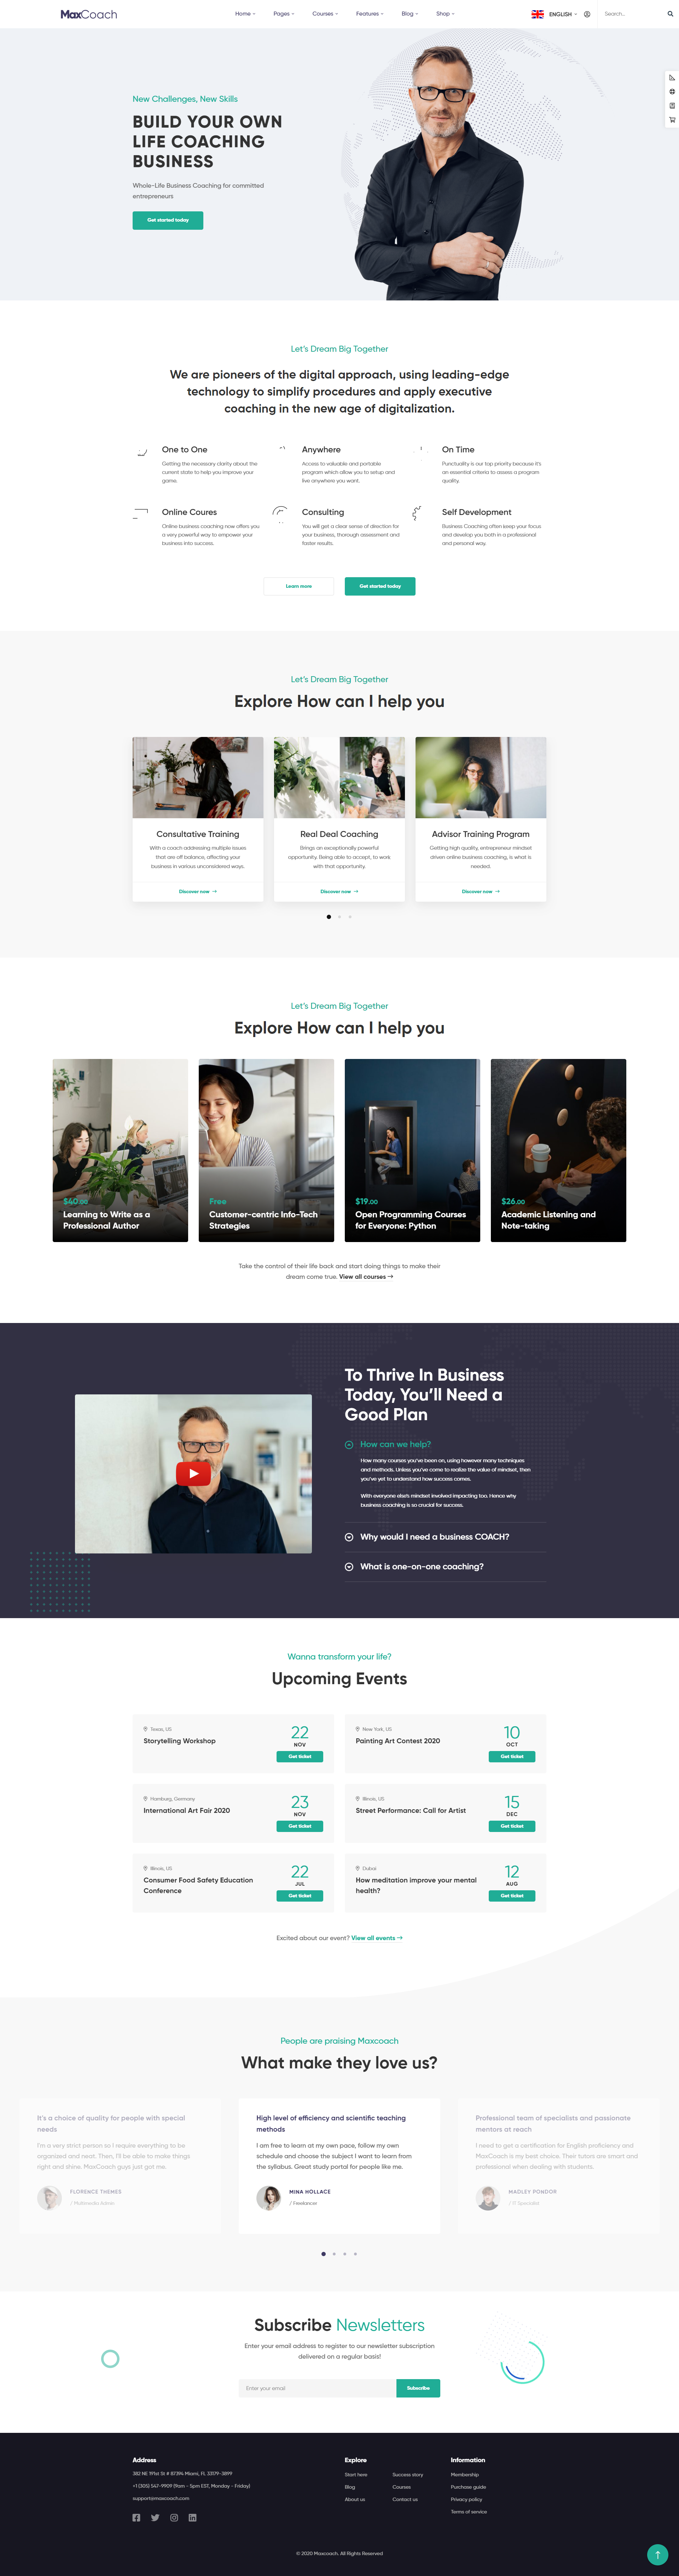 MaxCoach
Home Pages Courses Features Blog Shop
ENGLISH
Search...
New Challenges, New Skills
BUILD YOUR OWN
LIFE COACHING
BUSINESS
Whole-Life Business Coaching for committed
entrepreneurs
Get started today
Let's Dream Big Together
We are pioneers of the digital approach, using leading-edge
technology to simplify procedures and apply executive
coaching in the new age of digitalization.
One to One
Getting the necessary clarity about the
current state to help you improve your
game.
Anywhere
Access to valuable and portable
program which allow you to setup and
live anywhere you want.
On Time
Punctuality is our top priority because it's
an essential criteria to assess a program
quality.
Online Coures
Online business coaching now offers you
a very powerful way to empower your
business into success.
Consulting
You will get a clear sense of direction for
your business, thorough assessment and
faster results.
Self Development
Business Coaching often keep your focus
and develop you both in a professional
and personal way.
Learn more
Get started today
Let's Dream Big Together
Explore How can I help you
Consultative Training
With a coach addressing multiple issues
that are off balance, affecting your
business in various unconsidered ways.
Discover now
Real Deal Coaching
Brings an exceptionally powerful
opportunity. Being able to accept, to work
with that opportunity.
Discover now
Advisor Training Program
Getting high quality, entrepreneur mindset
driven online business coaching, is what is
needed.
Discover now
Let's Dream Big Together
Explore How can I help you
$40.00
Learning to Write as a
Professional Author
Free
Customer-centric Info-Tech
Strategies
$19.00
Open Programming Courses
for Everyone: Python
$26.00
Academic Listening and
Note-taking
Take the control of their life back and start doing things to make their
dream come true. View all courses →
To Thrive In Business
Today, You'll Need a
Good Plan
How can we help?
How many courses you've been on, using however many techniques
and methods. Unless you've come to realize the value of mindset, then
you've yet to understand how success comes.
With everyone else's mindset involved impacting too. Hence why
business coaching is so crucial for success.
Why would I need a business COACH?
What is one-on-one coaching?
Wanna transform your life?
Upcoming Events
Texas, US
Storytelling Workshop
22
NOV
Get ticket
New York, US
Painting Art Contest 2020
10
OCT
Get ticket
Hamburg, Germany
International Art Fair 2020
23
NOV
Get ticket
Illinois, US
Street Performance: Call for Artist
15
DEC
Get ticket
Illinois, US
Consumer Food Safety Education
Conference
22
JUL
Get ticket
Dubai
How meditation improve your mental
health?
12
AUG
Get ticket
Excited about our event? View all events →
People are praising Maxcoach
What make they love us?
It's a choice of quality for people with special
needs
I'm a very strict person so I require everything to be
organized and neat. Then, I'll be able to make things
right and shine. MaxCoach guys just got me.
FLORENCE THEMES
/ Multimedia Admin
High level of efficiency and scientific teaching
methods
I am free to learn at my own pace, follow my own
schedule and choose the subject I want to learn from
the syllabus. Great study portal for people like me.
MINA HOLLACE
/ Freelancer
Professional team of specialists and passionate
mentors at reach
I need to get a certification for English proficiency and
MaxCoach is my best choice. Their tutors are smart and
professional when dealing with students.
MADLEY PONDOR
/ IT Specialist
Subscribe Newsletters
Enter your email address to register to our newsletter subscription
delivered on a regular basis!
Enter your email
Subscribe
Address
382 NE 191st St # 87394 Miami, FL 33179-3899
+1 (305) 547-9909 (9am - 5pm EST, Monday - Friday)
support@maxcoach.com
Explore
Start here
Blog
About us
Success story
Courses
Contact us
Information
Membership
Purchase guide
Privacy policy
Terms of service
© 2020 Maxcoach. All Rights Reserved